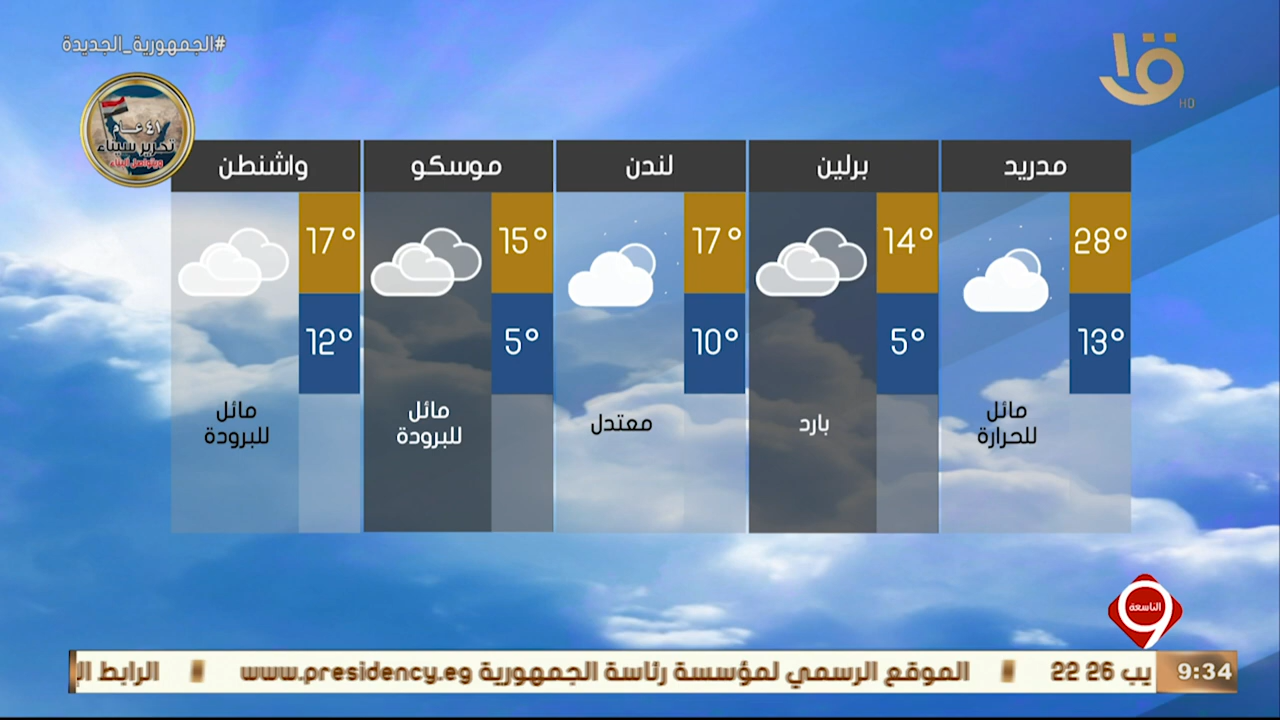 #الجمهورية_الجديدة
HD
٤١ عـام
تحرير سيناء
مدريد
28°
13°
مائل
للحرارة
برلين
14°
5°
بارد
لندن
17°
10°
معتدل
موسكو
15°
5°
مائل
للبرودة
واشنطن
17°
12°
مائل
للبرودة
التاسعة
9
9:34
يب 26 22 الموقع الرسمي لمؤسسة رئاسة الجمهورية www.presidency.eg الرابط